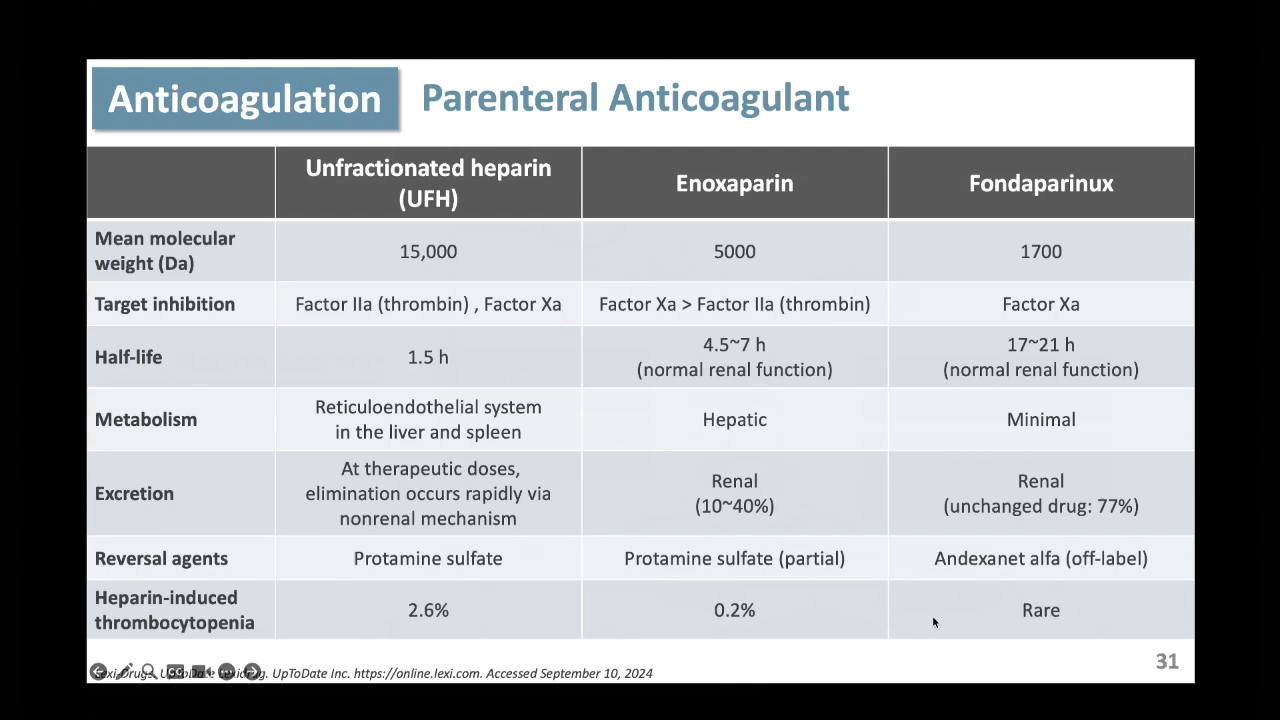 Anticoagulation Parenteral Anticoagulant
Unfractionated heparin
(UFH)
Enoxaparin
Fondaparinux
Mean molecular
weight (Da)
15,000
5000
1700
Target inhibition
Factor IIa (thrombin) , Factor Xa
Factor Xa > Factor IIa (thrombin)
Factor Xa
Half-life
1.5 h
4.5~7 h
(normal renal function)
17~21 h
(normal renal function)
Metabolism
Reticuloendothelial system
in the liver and spleen
Hepatic
Minimal
Excretion
At therapeutic doses,
elimination occurs rapidly via
nonrenal mechanism
Renal
(10~40%)
Renal
(unchanged drug: 77%)
Reversal agents
Protamine sulfate
Protamine sulfate (partial)
Andexanet alfa (off-label)
Heparin-induced
thrombocytopenia
2.6%
0.2%
Rare
31
UpToDate Inc. https://online.lexi.com. Accessed September 10, 2024